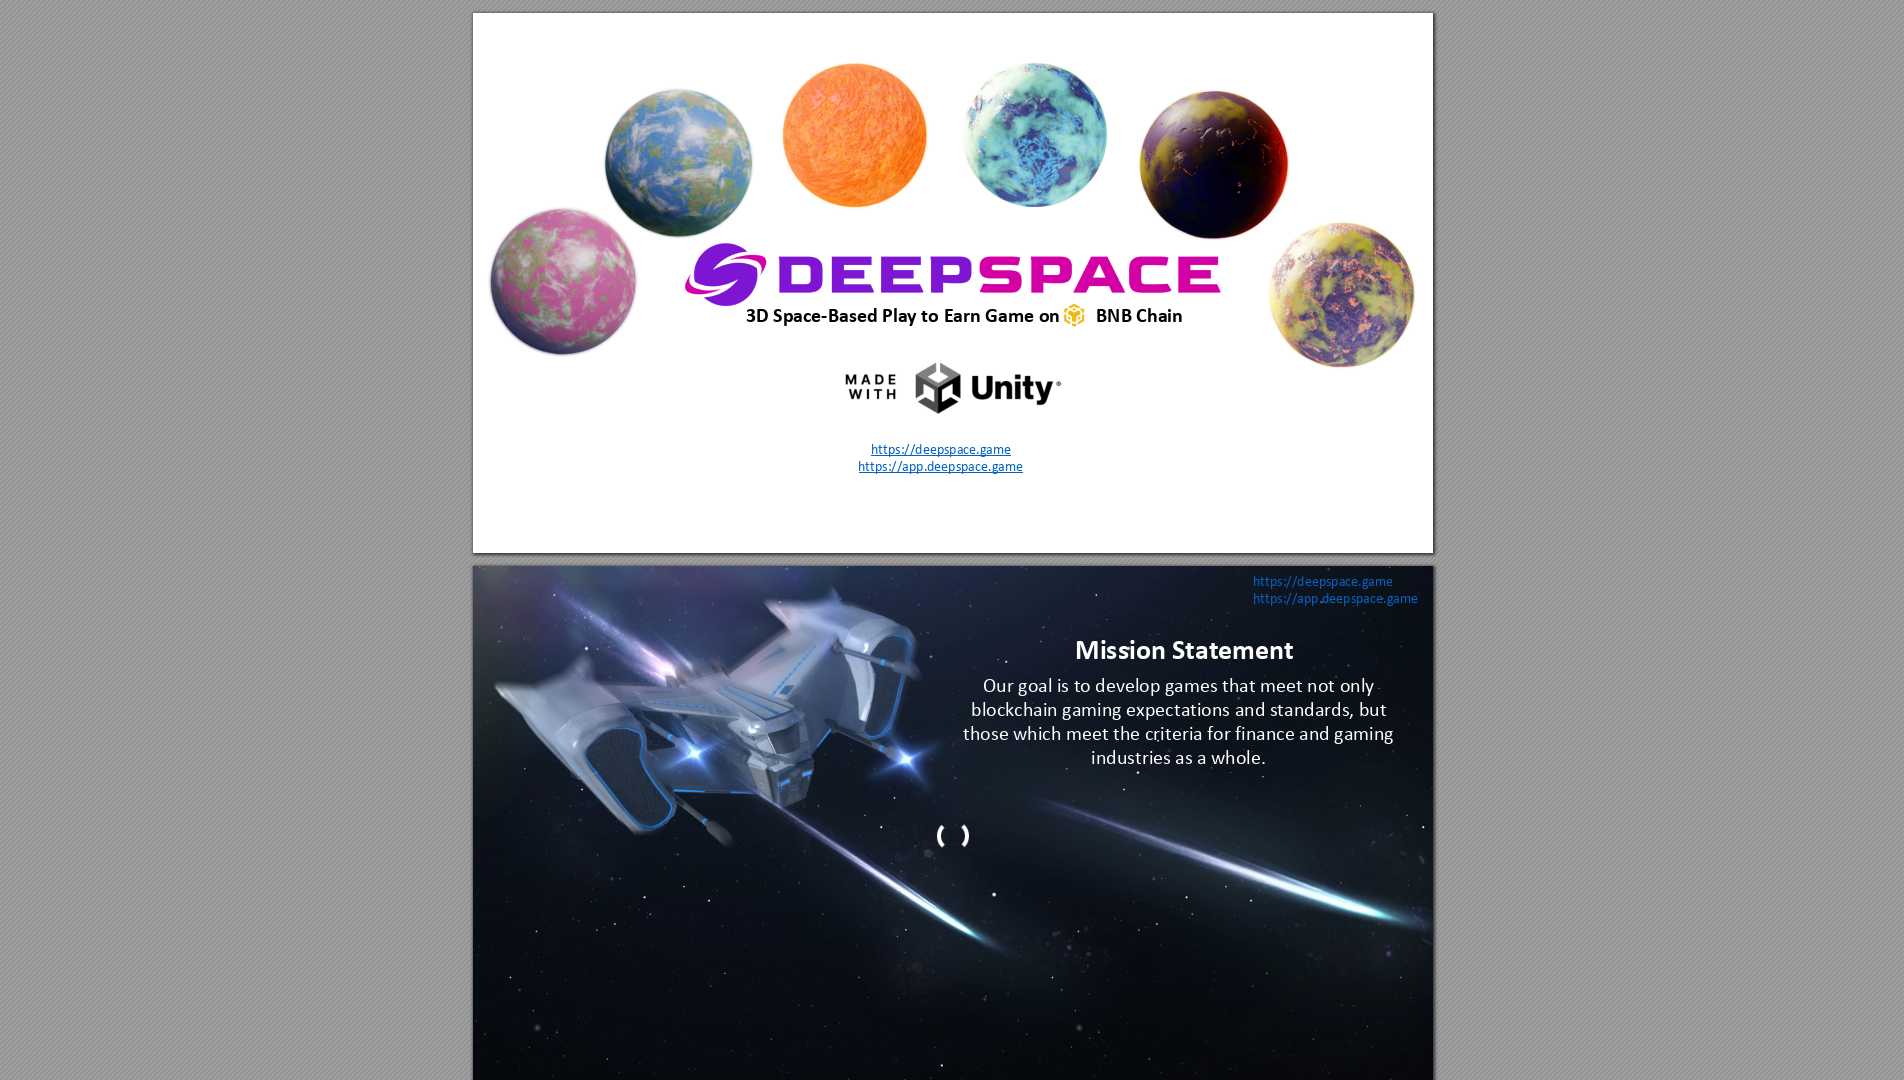 DEEPSPACE
3D Space-Based Play to Earn Game on BNB Chain
MADE
WITH
Unity®
https://deepspace.game
https://app.deepspace.game
https://deepspace.game
https://app.deepspace.game
Mission Statement
Our goal is to develop games that meet not only
blockchain gaming expectations and standards, but
those which meet the criteria for finance and gaming
industries as a whole.